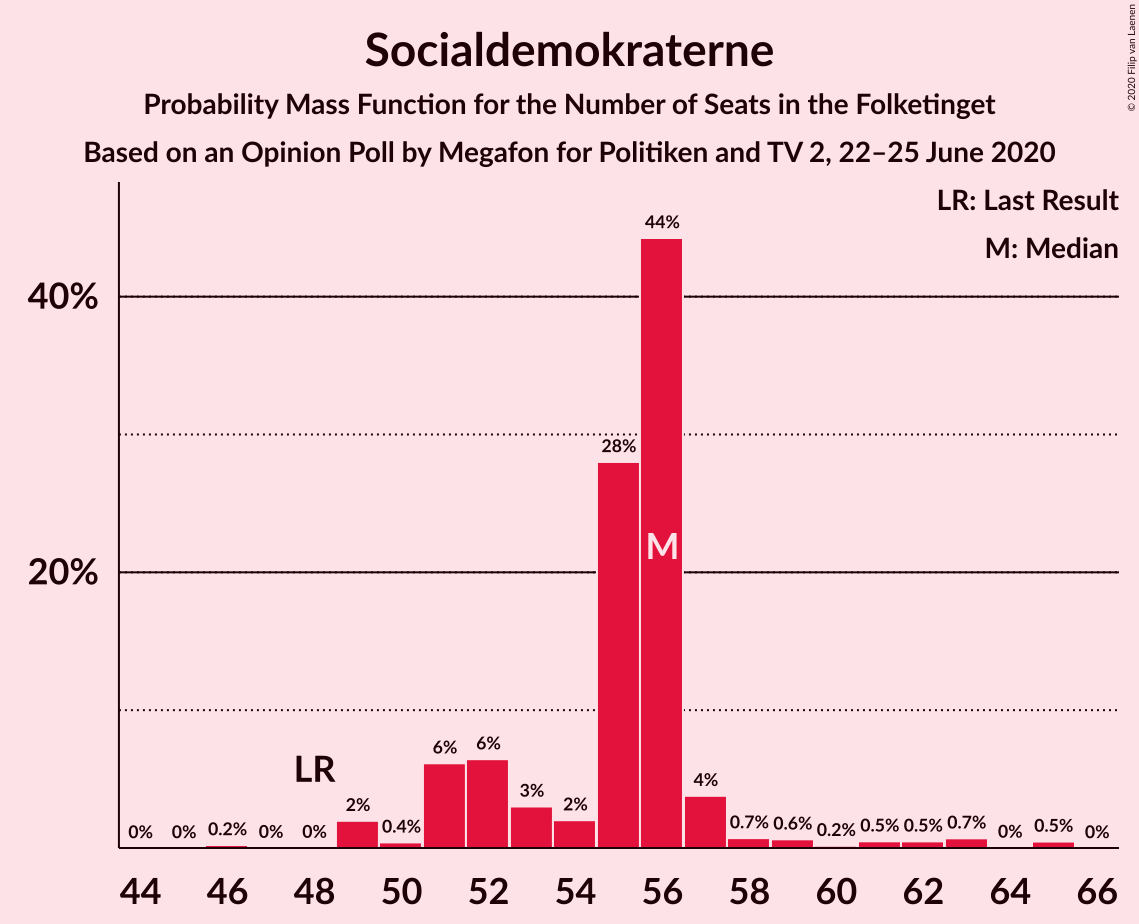 Socialdemokraterne
Probability Mass Function for the Number of Seats in the Folketinget
Based on an Opinion Poll by Megafon for Politiken and TV 2, 22–25 June 2020
© 2020 Filip van Laenen
LR: Last Result
M: Median
40%
20%
0% 0% 0.2% 0% 0% LR 2% 0.4% 6% 6% 3% 2% 28% 44% M 4% 0.7% 0.6% 0.2% 0.5% 0.5% 0.7% 0% 0.5% 0%
44 46 48 50 52 54 56 58 60 62 64 66